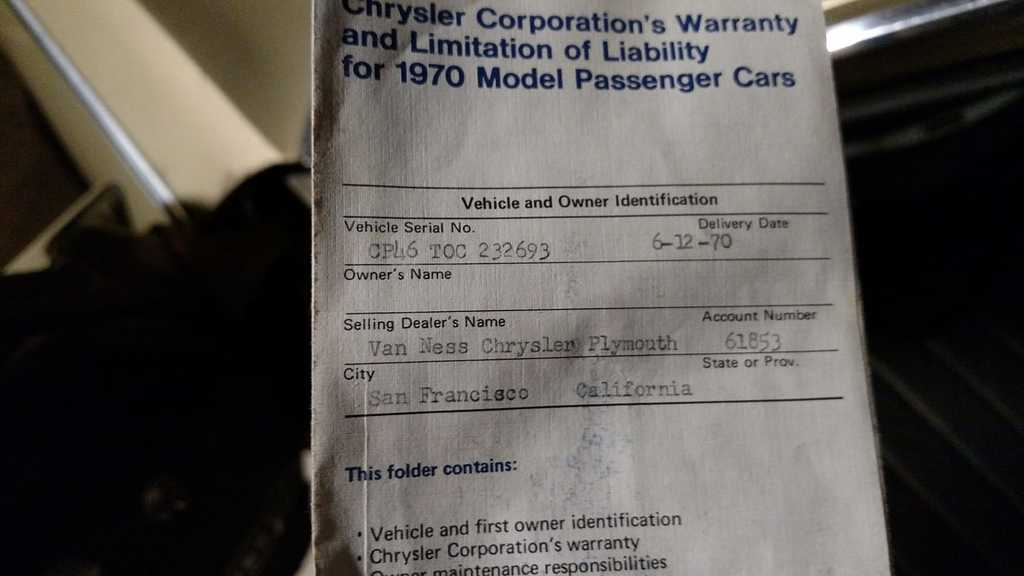 Chrysler Corporation's Warranty
and Limitation of Liability
for 1970 Model Passenger Cars
Vehicle and Owner Identification
Vehicle Serial No. Delivery Date
CP46 TOC 232693 6-12-70
Owner's Name
Selling Dealer's Name Account Number
Van Ness Chrysler Plymouth 61853
City State or Prov.
San Francisco California
This folder contains:
• Vehicle and first owner identification
• Chrysler Corporation's warranty
Owner maintenance responsibilities